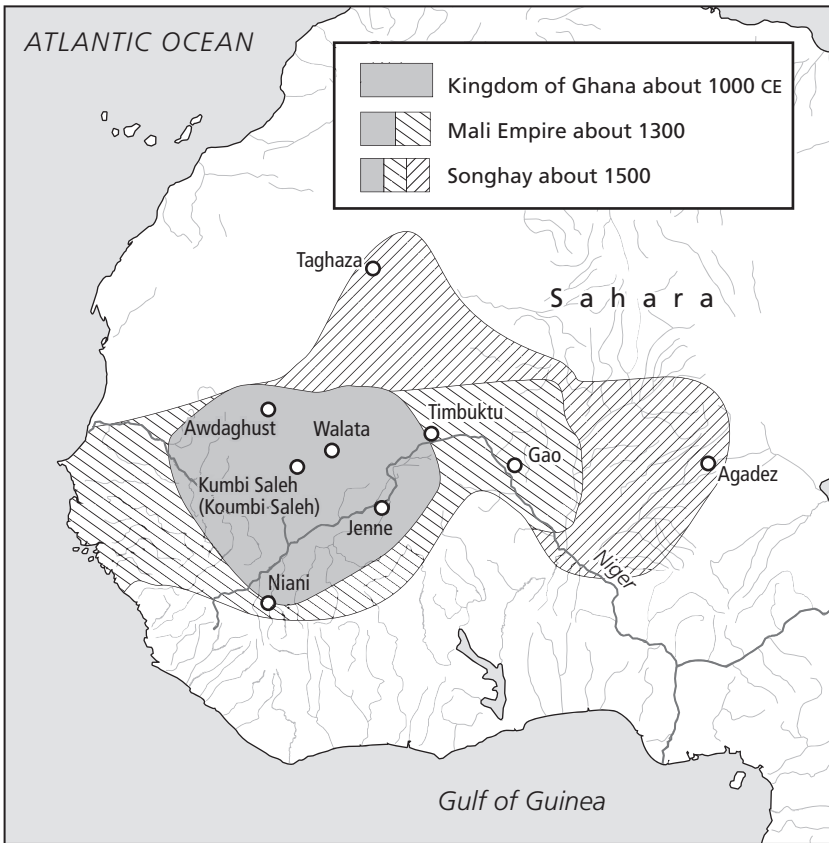 ATLANTIC OCEAN
Kingdom of Ghana about 1000 CE
Mali Empire about 1300
Songhay about 1500
Taghaza
Sahara
Awdaghust
Walata
Timbuktu
Kumbi Saleh
(Koumbi Saleh)
Gao
Agadez
Jenne
Niger
Niani
Gulf of Guinea